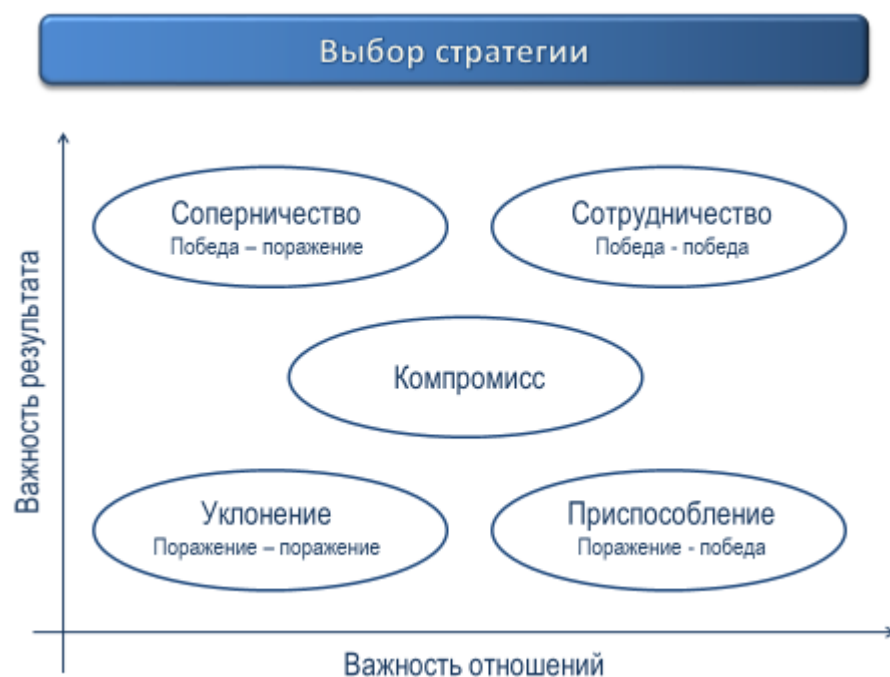 Выбор стратегии
Соперничество
Победа – поражение
Сотрудничество
Победа - победа
Компромисс
Уклонение
Поражение – поражение
Приспособление
Поражение - победа
Важность результата
Важность отношений